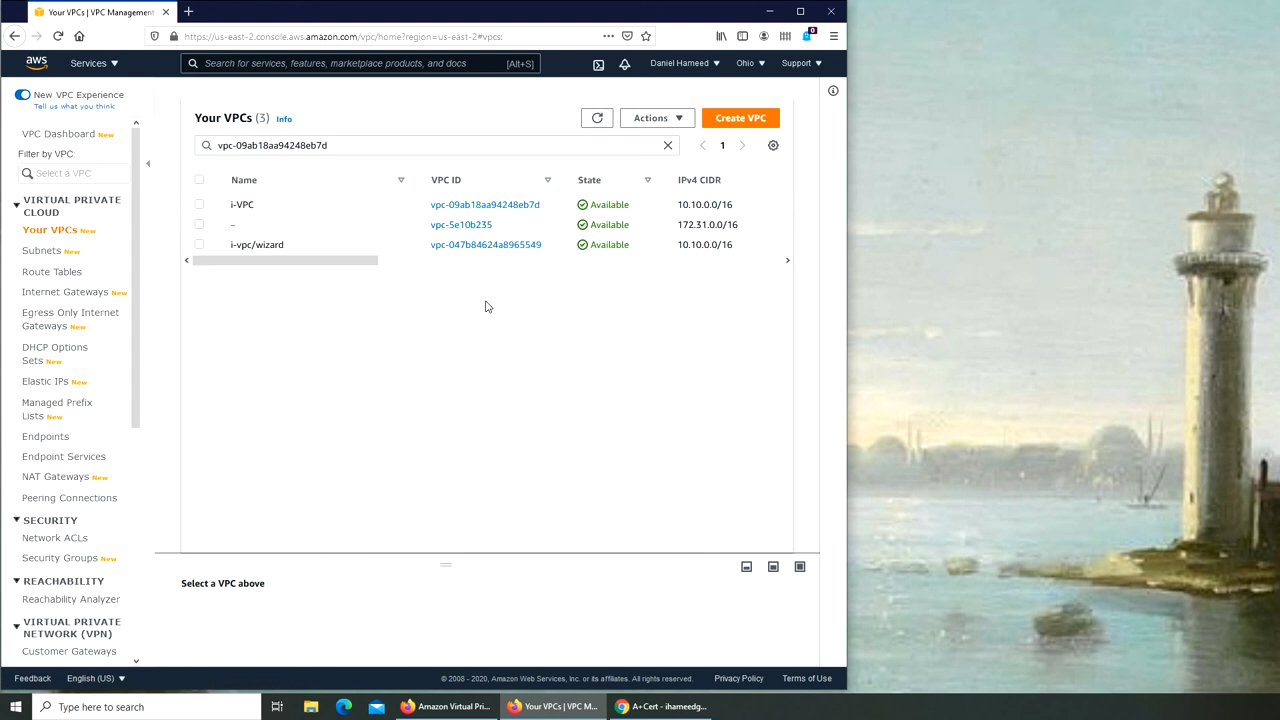 Your VPCs | VPC Management
https://us-east-2.console.aws.amazon.com/vpc/home?region=us-east-2#vpcs:
0
aws
Services
Search for services, features, marketplace products, and docs
[Alt+S]
Daniel Hameed
Ohio
Support
New VPC Experience
Tell us what you think
VPC Dashboard New
Filter by VPC:
Select a VPC
VIRTUAL PRIVATE
CLOUD
Your VPCs New
Subnets New
Route Tables
Internet Gateways New
Egress Only Internet
Gateways New
DHCP Options
Sets New
Elastic IPs New
Managed Prefix
Lists New
Endpoints
Endpoint Services
NAT Gateways New
Peering Connections
SECURITY
Network ACLs
Security Groups New
REACHABILITY
Reachability Analyzer
VIRTUAL PRIVATE
NETWORK (VPN)
Customer Gateways
Your VPCs (3) Info
Actions
Create VPC
vpc-09ab18aa94248eb7d
1
Name
VPC ID
State
IPv4 CIDR
i-VPC vpc-09ab18aa94248eb7d Available 10.10.0.0/16
– vpc-5e10b235 Available 172.31.0.0/16
i-vpc/wizard vpc-047b84624a8965549 Available 10.10.0.0/16
Select a VPC above
Feedback
English (US)
© 2008 - 2020, Amazon Web Services, Inc. or its affiliates. All rights reserved.
Privacy Policy
Terms of Use
Type here to search
Amazon Virtual Pri...
Your VPCs | VPC M...
A+Cert - ihameedg...